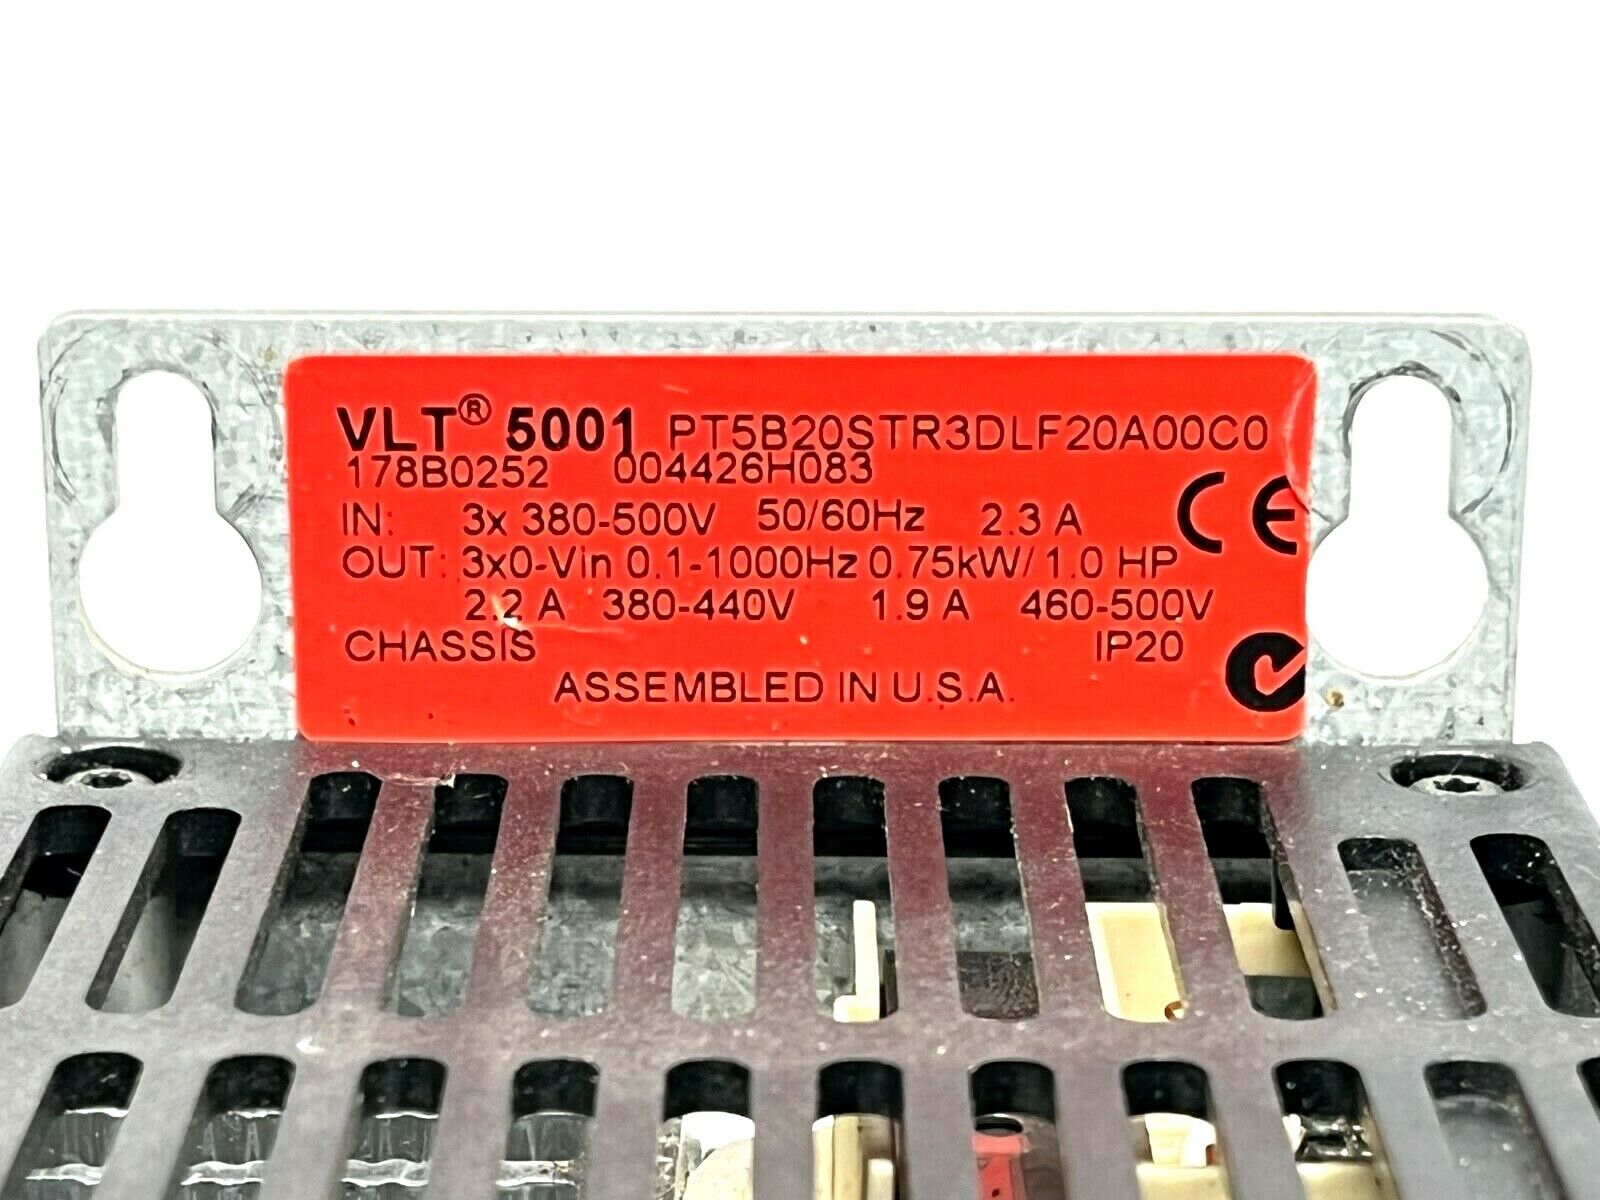 VLT® 5001 PT5B20STR3DLF20A00C0
178B0252 004426H083
IN: 3x 380-500V 50/60Hz 2.3 A
OUT: 3x0-Vin 0.1-1000Hz 0.75kW/ 1.0 HP
2.2 A 380-440V 1.9 A 460-500V
CHASSIS IP20
ASSEMBLED IN U.S.A.
CE